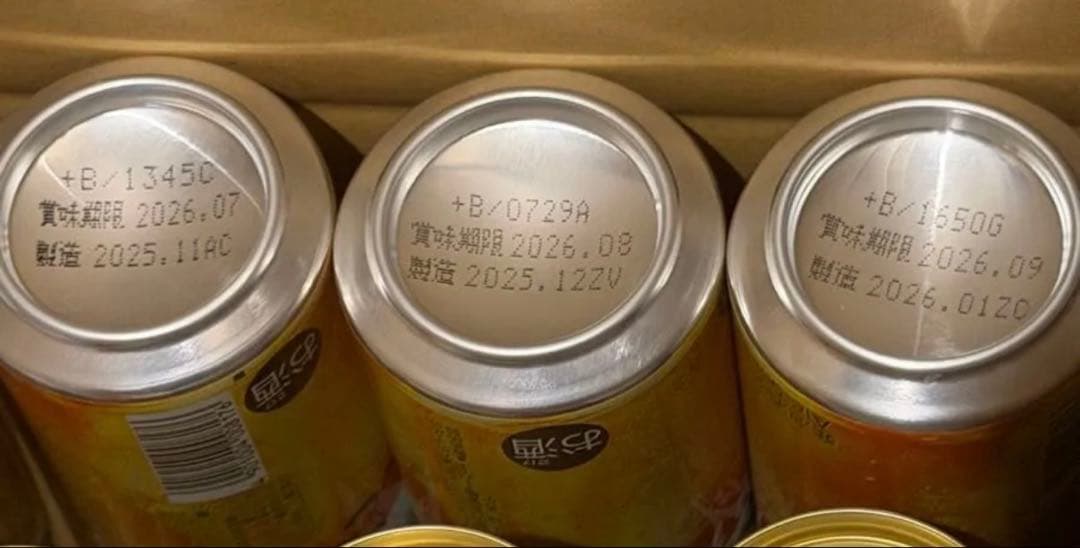 +B/1345C
賞味期限 2026.07
製造 2025.11AC
+B/0729A
賞味期限 2026.08
製造 2025.12ZV
+B/1650G
賞味期限 2026.09
製造 2026.01ZC
お酒
お酒